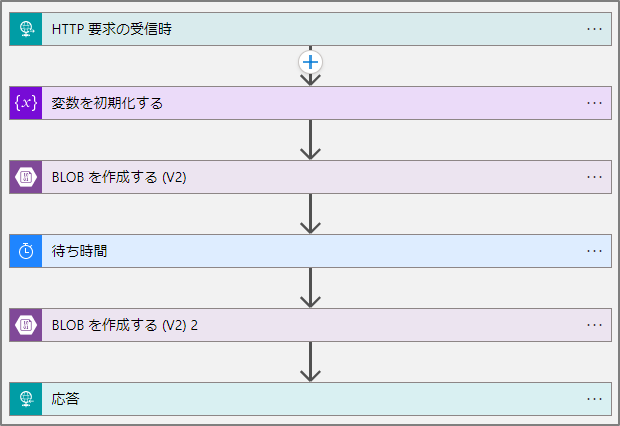 HTTP 要求の受信時
{x} 変数を初期化する
BLOB を作成する (V2)
待ち時間
BLOB を作成する (V2) 2
応答